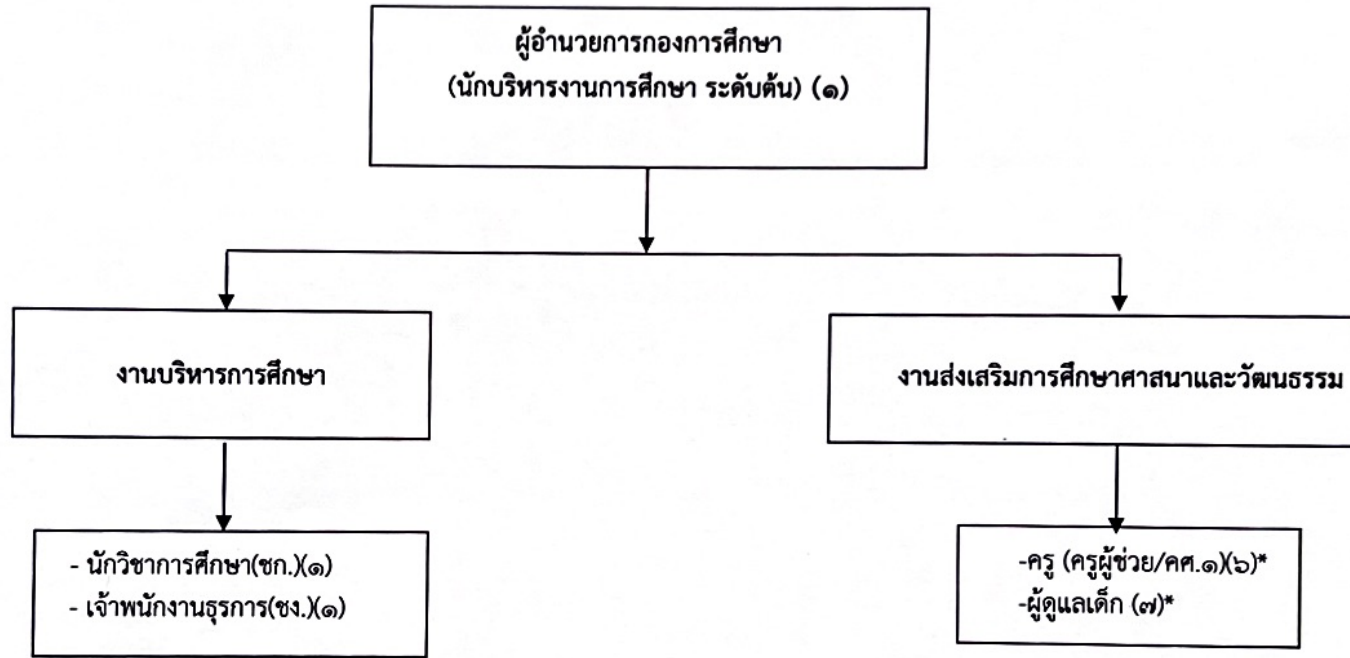 ผู้อำนวยการกองการศึกษา
(นักบริหารงานการศึกษา ระดับต้น) (๑)
งานบริหารการศึกษา
งานส่งเสริมการศึกษาศาสนาและวัฒนธรรม
- นักวิชาการศึกษา(ชก.)(๑)
- เจ้าพนักงานธุรการ(ชง.)(๑)
-ครู (ครูผู้ช่วย/คศ.๑)(๖)*
-ผู้ดูแลเด็ก (๗)*